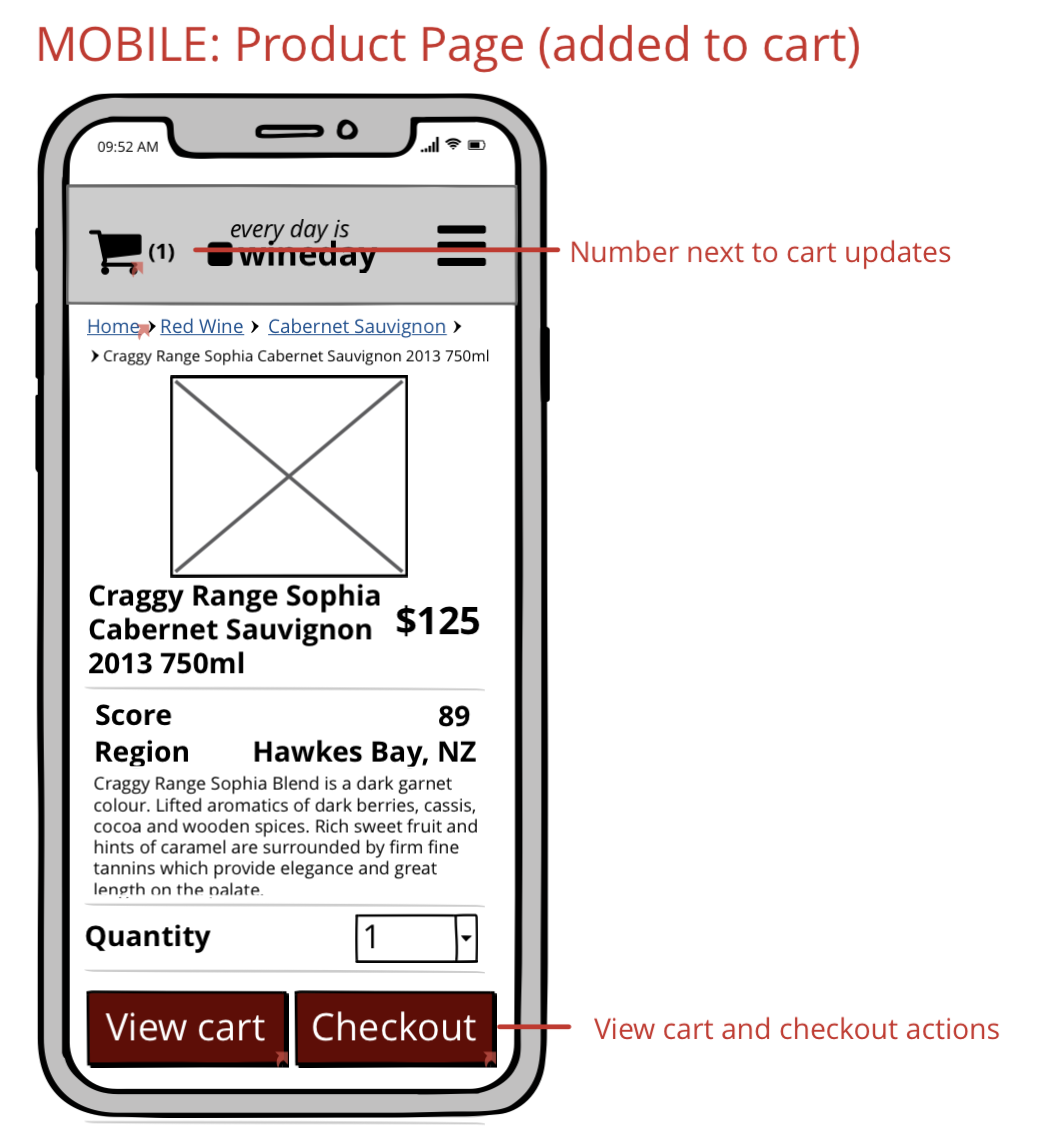 MOBILE: Product Page (added to cart)
09:52 AM
(1)
every day is
wineday
Number next to cart updates
Home Red Wine Cabernet Sauvignon
Craggy Range Sophia Cabernet Sauvignon 2013 750ml
Craggy Range Sophia
Cabernet Sauvignon
2013 750ml
$125
Score 89
Region Hawkes Bay, NZ
Craggy Range Sophia Blend is a dark garnet
colour. Lifted aromatics of dark berries, cassis,
cocoa and wooden spices. Rich sweet fruit and
hints of caramel are surrounded by firm fine
tannins which provide elegance and great
length on the palate.
Quantity 1
View cart Checkout
View cart and checkout actions